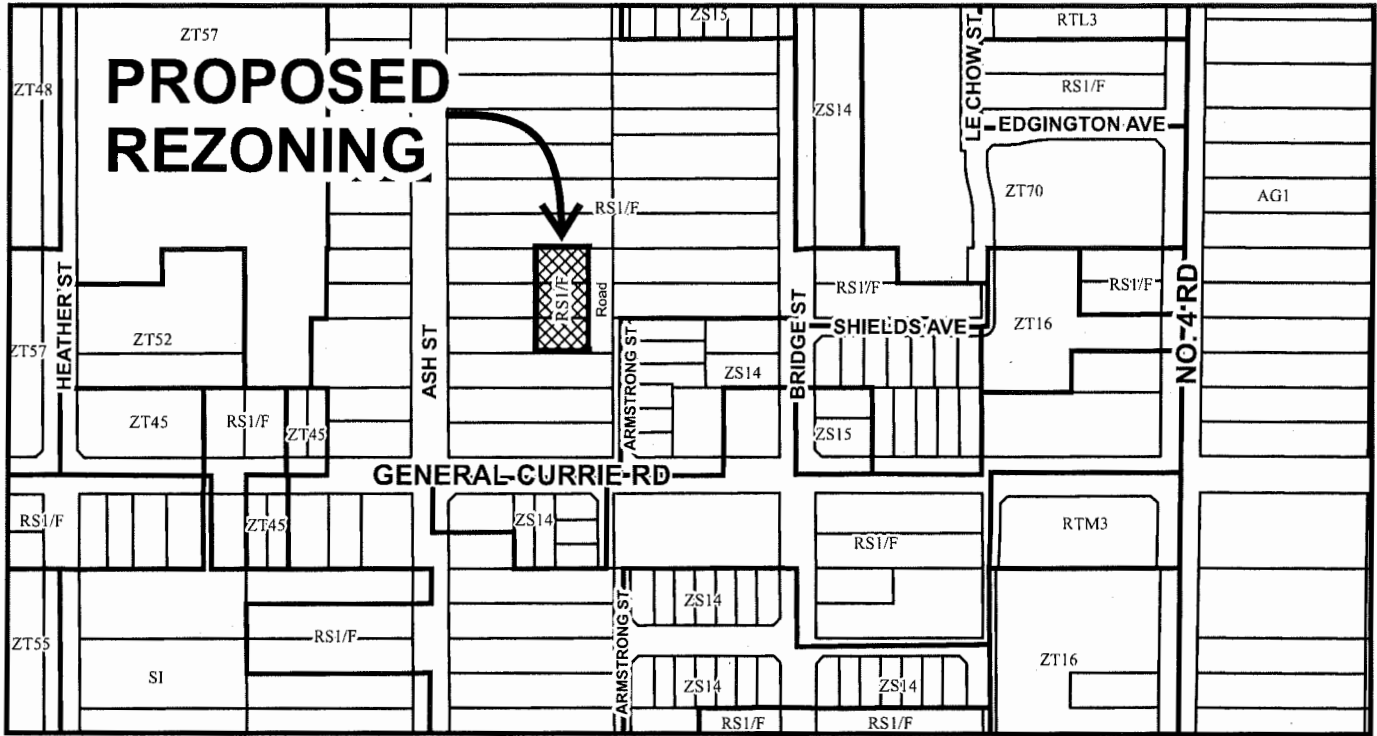 ZT57
ZS15
RTL3
PROPOSED
REZONING
ZT48
ZS14
LE CHOW ST
RS1/F
EDGINGTON AVE
ZT70
AG1
RS1/F
RS1/F
Road
HEATHER ST
ZT57
ZT52
ASH ST
ARMSTRONG ST
ZS14
BRIDGE ST
RS1/F
SHIELDS AVE
ZT16
RS1/F
NO. 4 RD
ZT45
RS1/F
ZT45
ZS15
GENERAL CURRIE RD
RS1/F
ZT45
ZS14
RS1/F
RTM3
ZT55
SI
RS1/F
ARMSTRONG ST
ZS14
ZS14
ZS14
ZT16
RS1/F
RS1/F